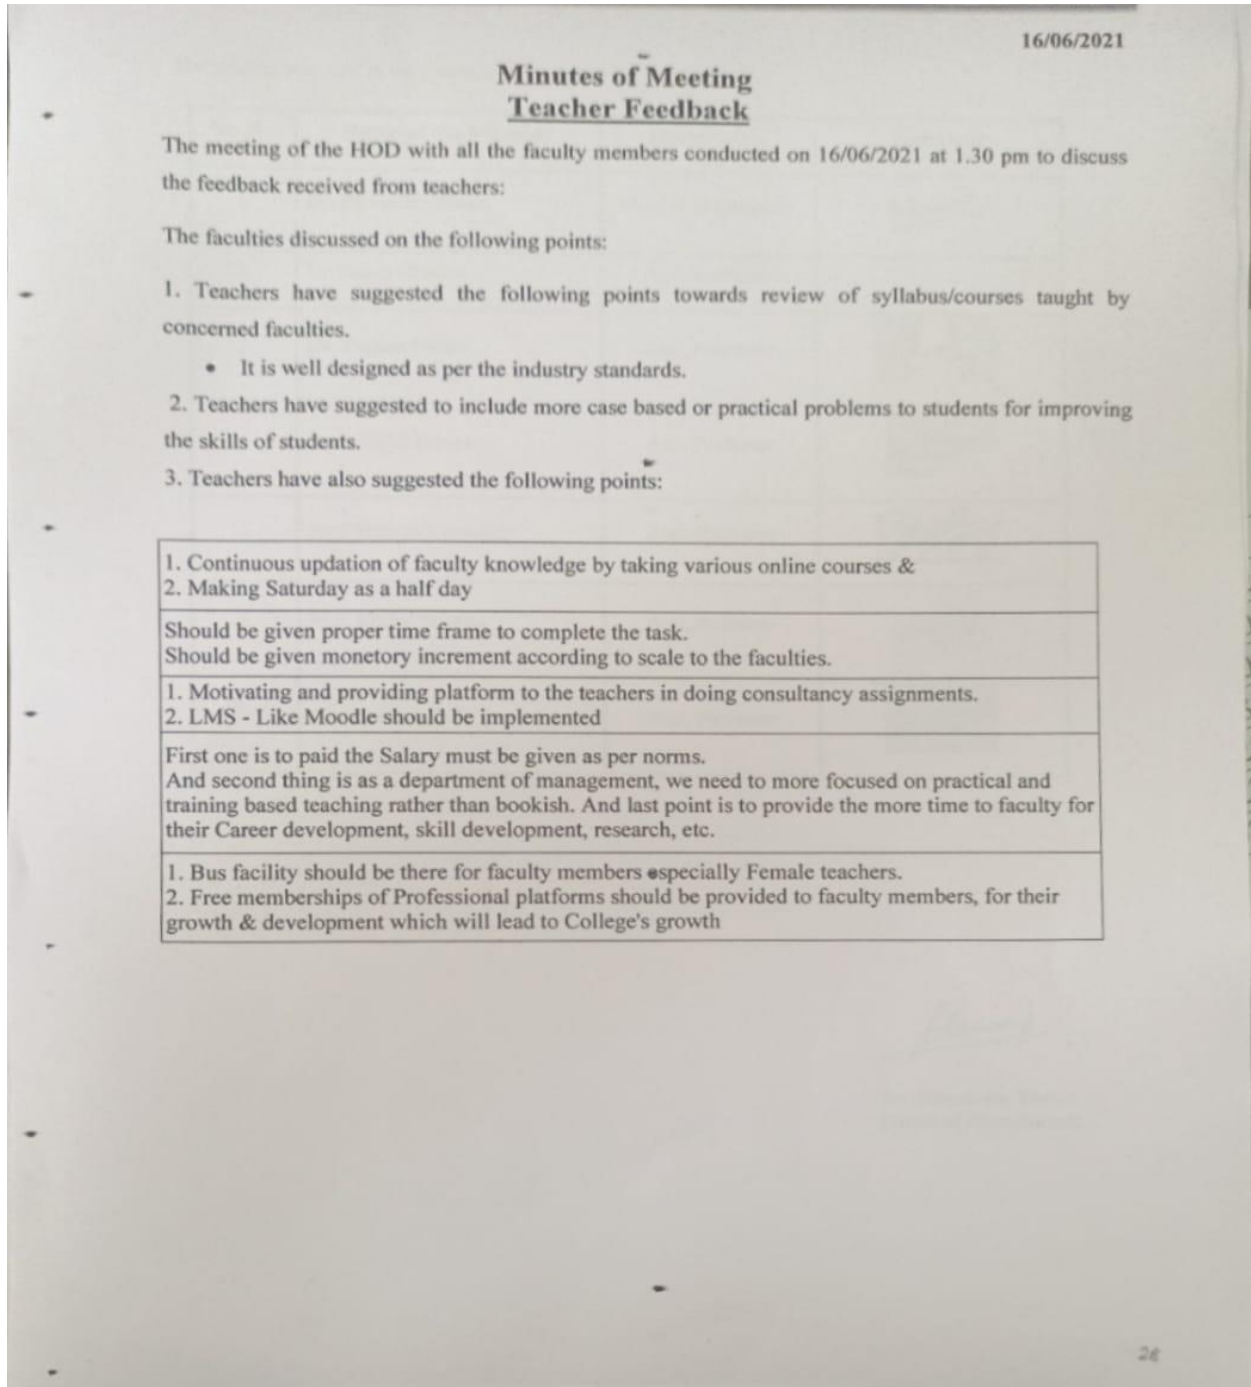 16/06/2021
Minutes of Meeting
Teacher Feedback
The meeting of the HOD with all the faculty members conducted on 16/06/2021 at 1.30 pm to discuss
the feedback received from teachers:
The faculties discussed on the following points:
1. Teachers have suggested the following points towards review of syllabus/courses taught by
concerned faculties.
• It is well designed as per the industry standards.
2. Teachers have suggested to include more case based or practical problems to students for improving
the skills of students.
3. Teachers have also suggested the following points:
1. Continuous updation of faculty knowledge by taking various online courses &
2. Making Saturday as a half day
Should be given proper time frame to complete the task.
Should be given monetory increment according to scale to the faculties.
1. Motivating and providing platform to the teachers in doing consultancy assignments.
2. LMS - Like Moodle should be implemented
First one is to paid the Salary must be given as per norms.
And second thing is as a department of management, we need to more focused on practical and
training based teaching rather than bookish. And last point is to provide the more time to faculty for
their Career development, skill development, research, etc.
1. Bus facility should be there for faculty members especially Female teachers.
2. Free memberships of Professional platforms should be provided to faculty members, for their
growth & development which will lead to College's growth